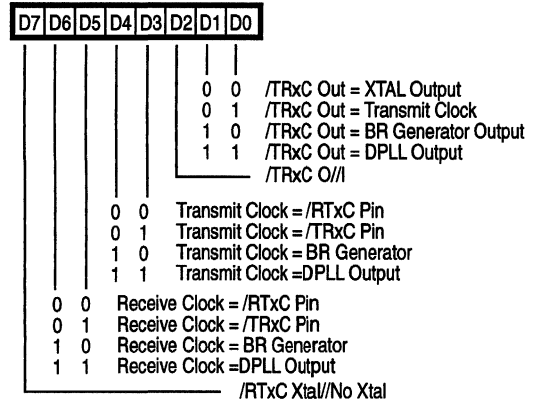 D7 D6 D5 D4 D3 D2 D1 D0
0 0 /TRxC Out = XTAL Output
0 1 /TRxC Out = Transmit Clock
1 0 /TRxC Out = BR Generator Output
1 1 /TRxC Out = DPLL Output
/TRxC O//I
0 0 Transmit Clock = /RTxC Pin
0 1 Transmit Clock = /TRxC Pin
1 0 Transmit Clock = BR Generator
1 1 Transmit Clock =DPLL Output
0 0 Receive Clock = /RTxC Pin
0 1 Receive Clock = /TRxC Pin
1 0 Receive Clock = BR Generator
1 1 Receive Clock =DPLL Output
/RTxC Xtal//No Xtal